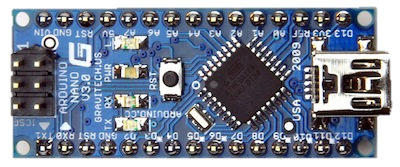 GND VIN
RST
A7 A6 A5 A4 A3 A2 A1 A0 REF
3V3 D13
ARDUINO
NANO
V3.0
GRAVITECH.US
L
PWR
TX
RX
RST
ARDUINO.CC
USA
2009
ICSP
1
TX1 RX0 RST GND D2 D3 D4 D5 D6 D7 D8 D9 D10 D11 D12